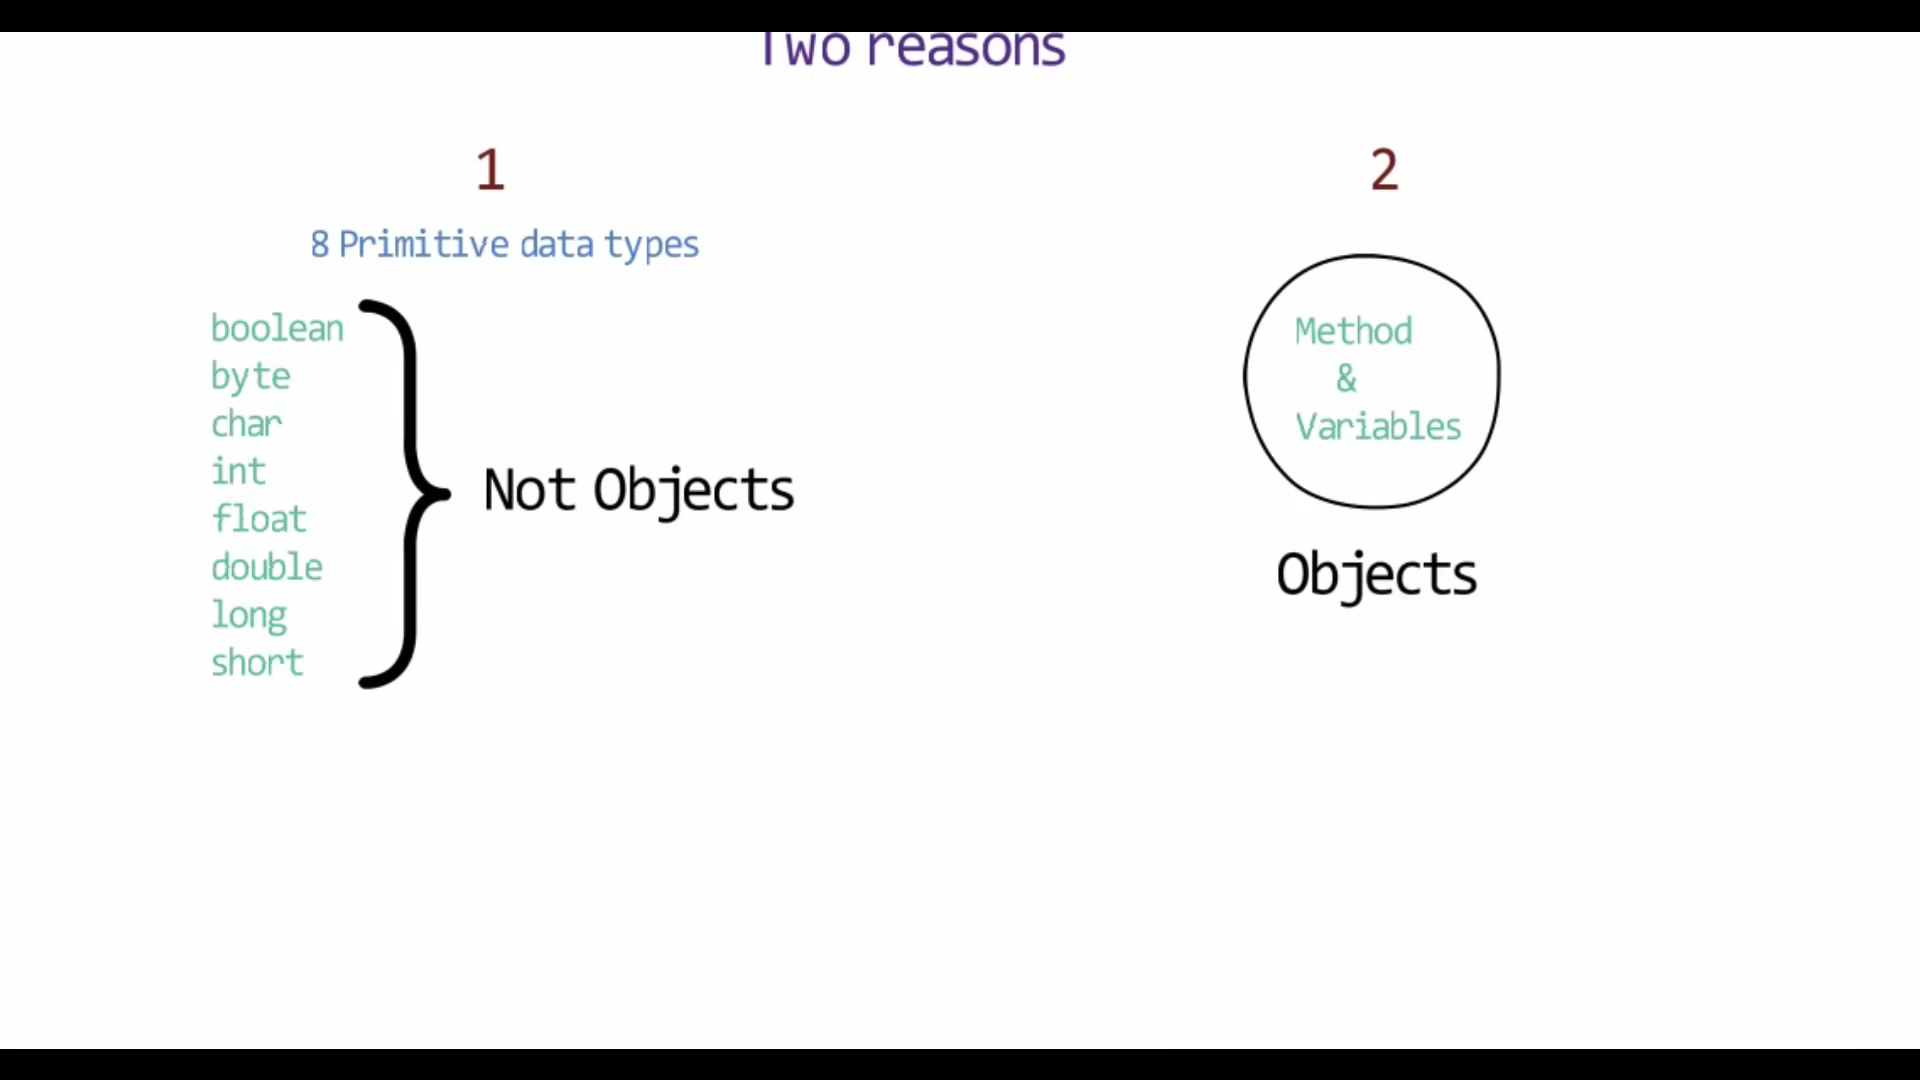 Two reasons
1
8 Primitive data types
boolean
byte
char
int
float
double
long
short
Not Objects
2
Method
&
Variables
Objects